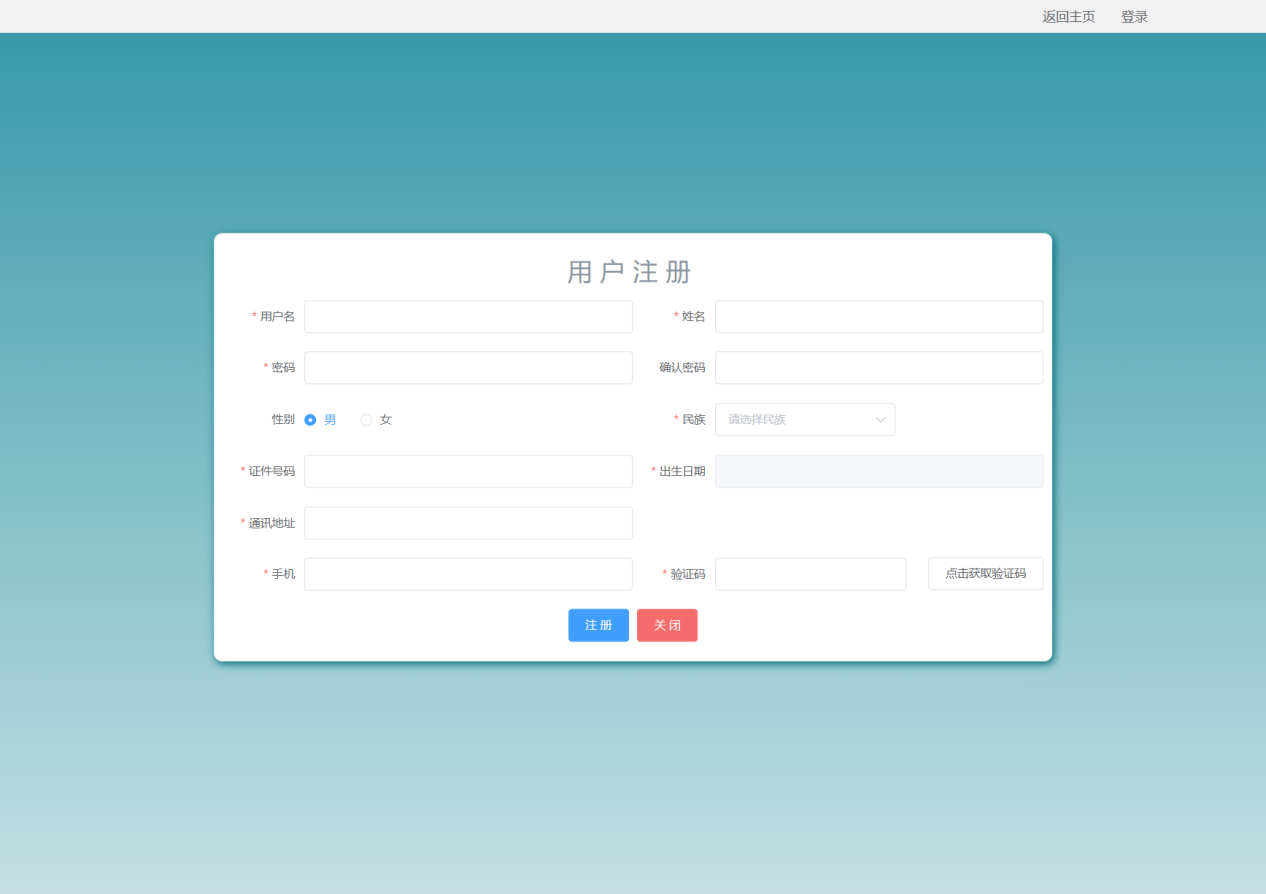 返回主页 登录
用户注册
* 用户名 * 姓名
* 密码 确认密码
性别 男 女 * 民族 请选择民族
* 证件号码 * 出生日期
* 通讯地址
* 手机 * 验证码 点击获取验证码
注册 关闭